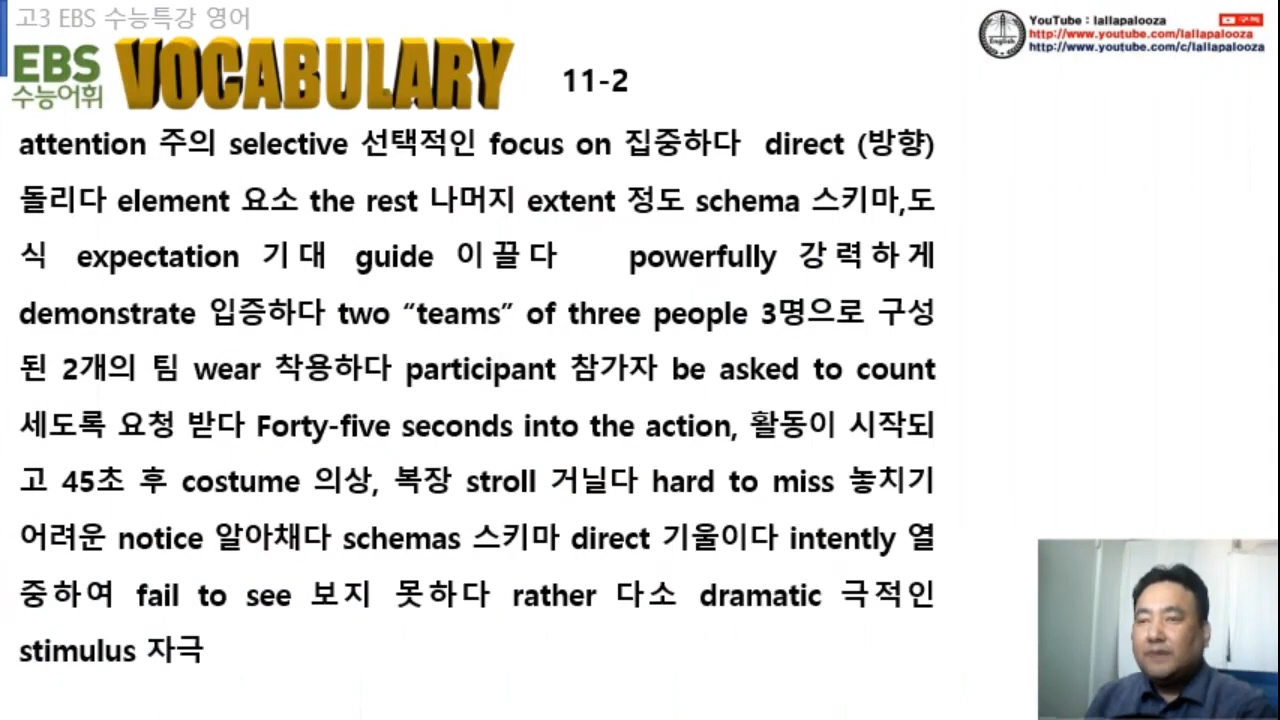 고3 EBS 수능특강 영어
EBS
수능어휘
VOCABULARY
11-2
YouTube : lallapalooza
구독
http://www.youtube.com/lallapalooza
http://www.youtube.com/c/lallapalooza
English
attention 주의 selective 선택적인 focus on 집중하다 direct (방향)
돌리다 element 요소 the rest 나머지 extent 정도 schema 스키마,도
식 expectation 기대 guide 이끌다 powerfully 강력하게
demonstrate 입증하다 two “teams” of three people 3명으로 구성
된 2개의 팀 wear 착용하다 participant 참가자 be asked to count
세도록 요청 받다 Forty-five seconds into the action, 활동이 시작되
고 45초 후 costume 의상, 복장 stroll 거닐다 hard to miss 놓치기
어려운 notice 알아채다 schemas 스키마 direct 기울이다 intently 열
중하여 fail to see 보지 못하다 rather 다소 dramatic 극적인
stimulus 자극